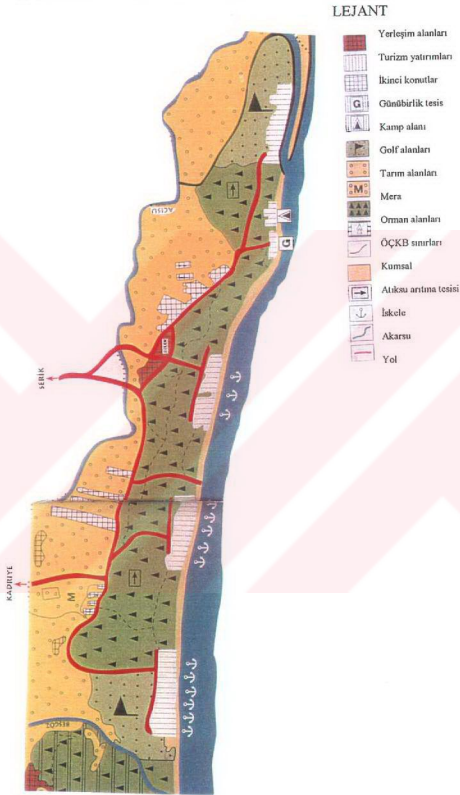 LEJANT
Yerleşim alanları
Turizm yatırımları
İkinci konutlar
G Günübirlik tesis
Kamp alanı
Golf alanları
Tarım alanları
M Mera
Orman alanları
ÖÇKB sınırları
Kumsal
Atıksu arıtma tesisi
İskele
Akarsu
Yol
ACISU
G
SERİK
KADRİYE
M
BEŞGÖZ